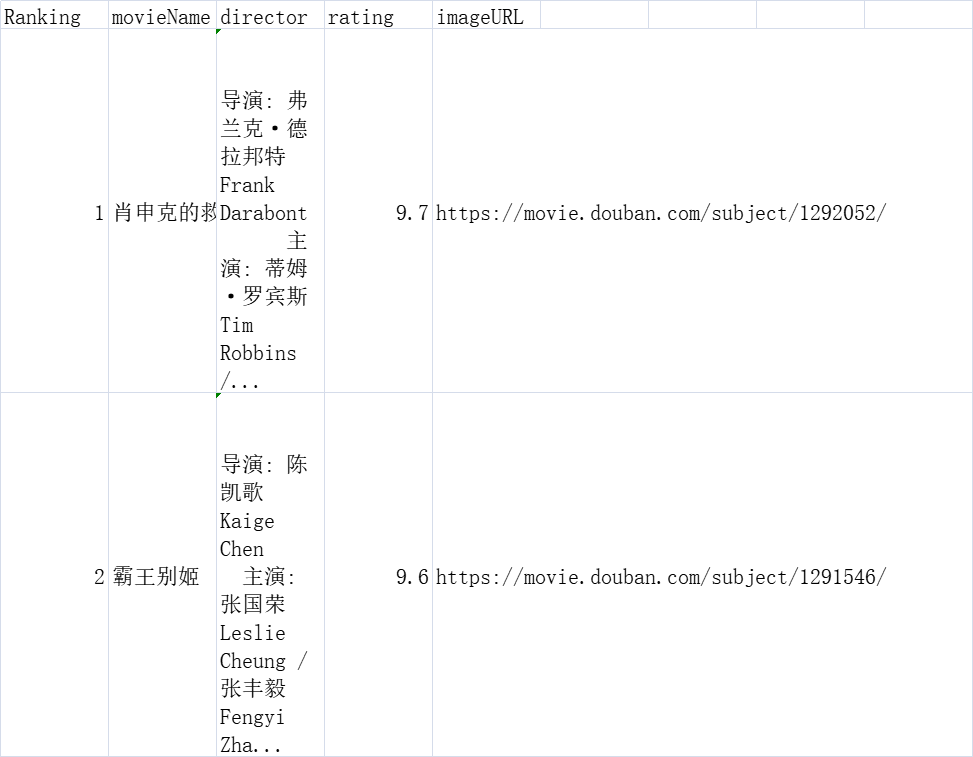 Ranking movieName director rating imageURL
导演: 弗
兰克·德
拉邦特
Frank
1 肖申克的救 Darabont 9.7 https://movie.douban.com/subject/1292052/
主
演: 蒂姆
·罗宾斯
Tim
Robbins
/...
导演: 陈
凯歌
Kaige
Chen
2 霸王别姬 主演: 9.6 https://movie.douban.com/subject/1291546/
张国荣
Leslie
Cheung /
张丰毅
Fengyi
Zha...